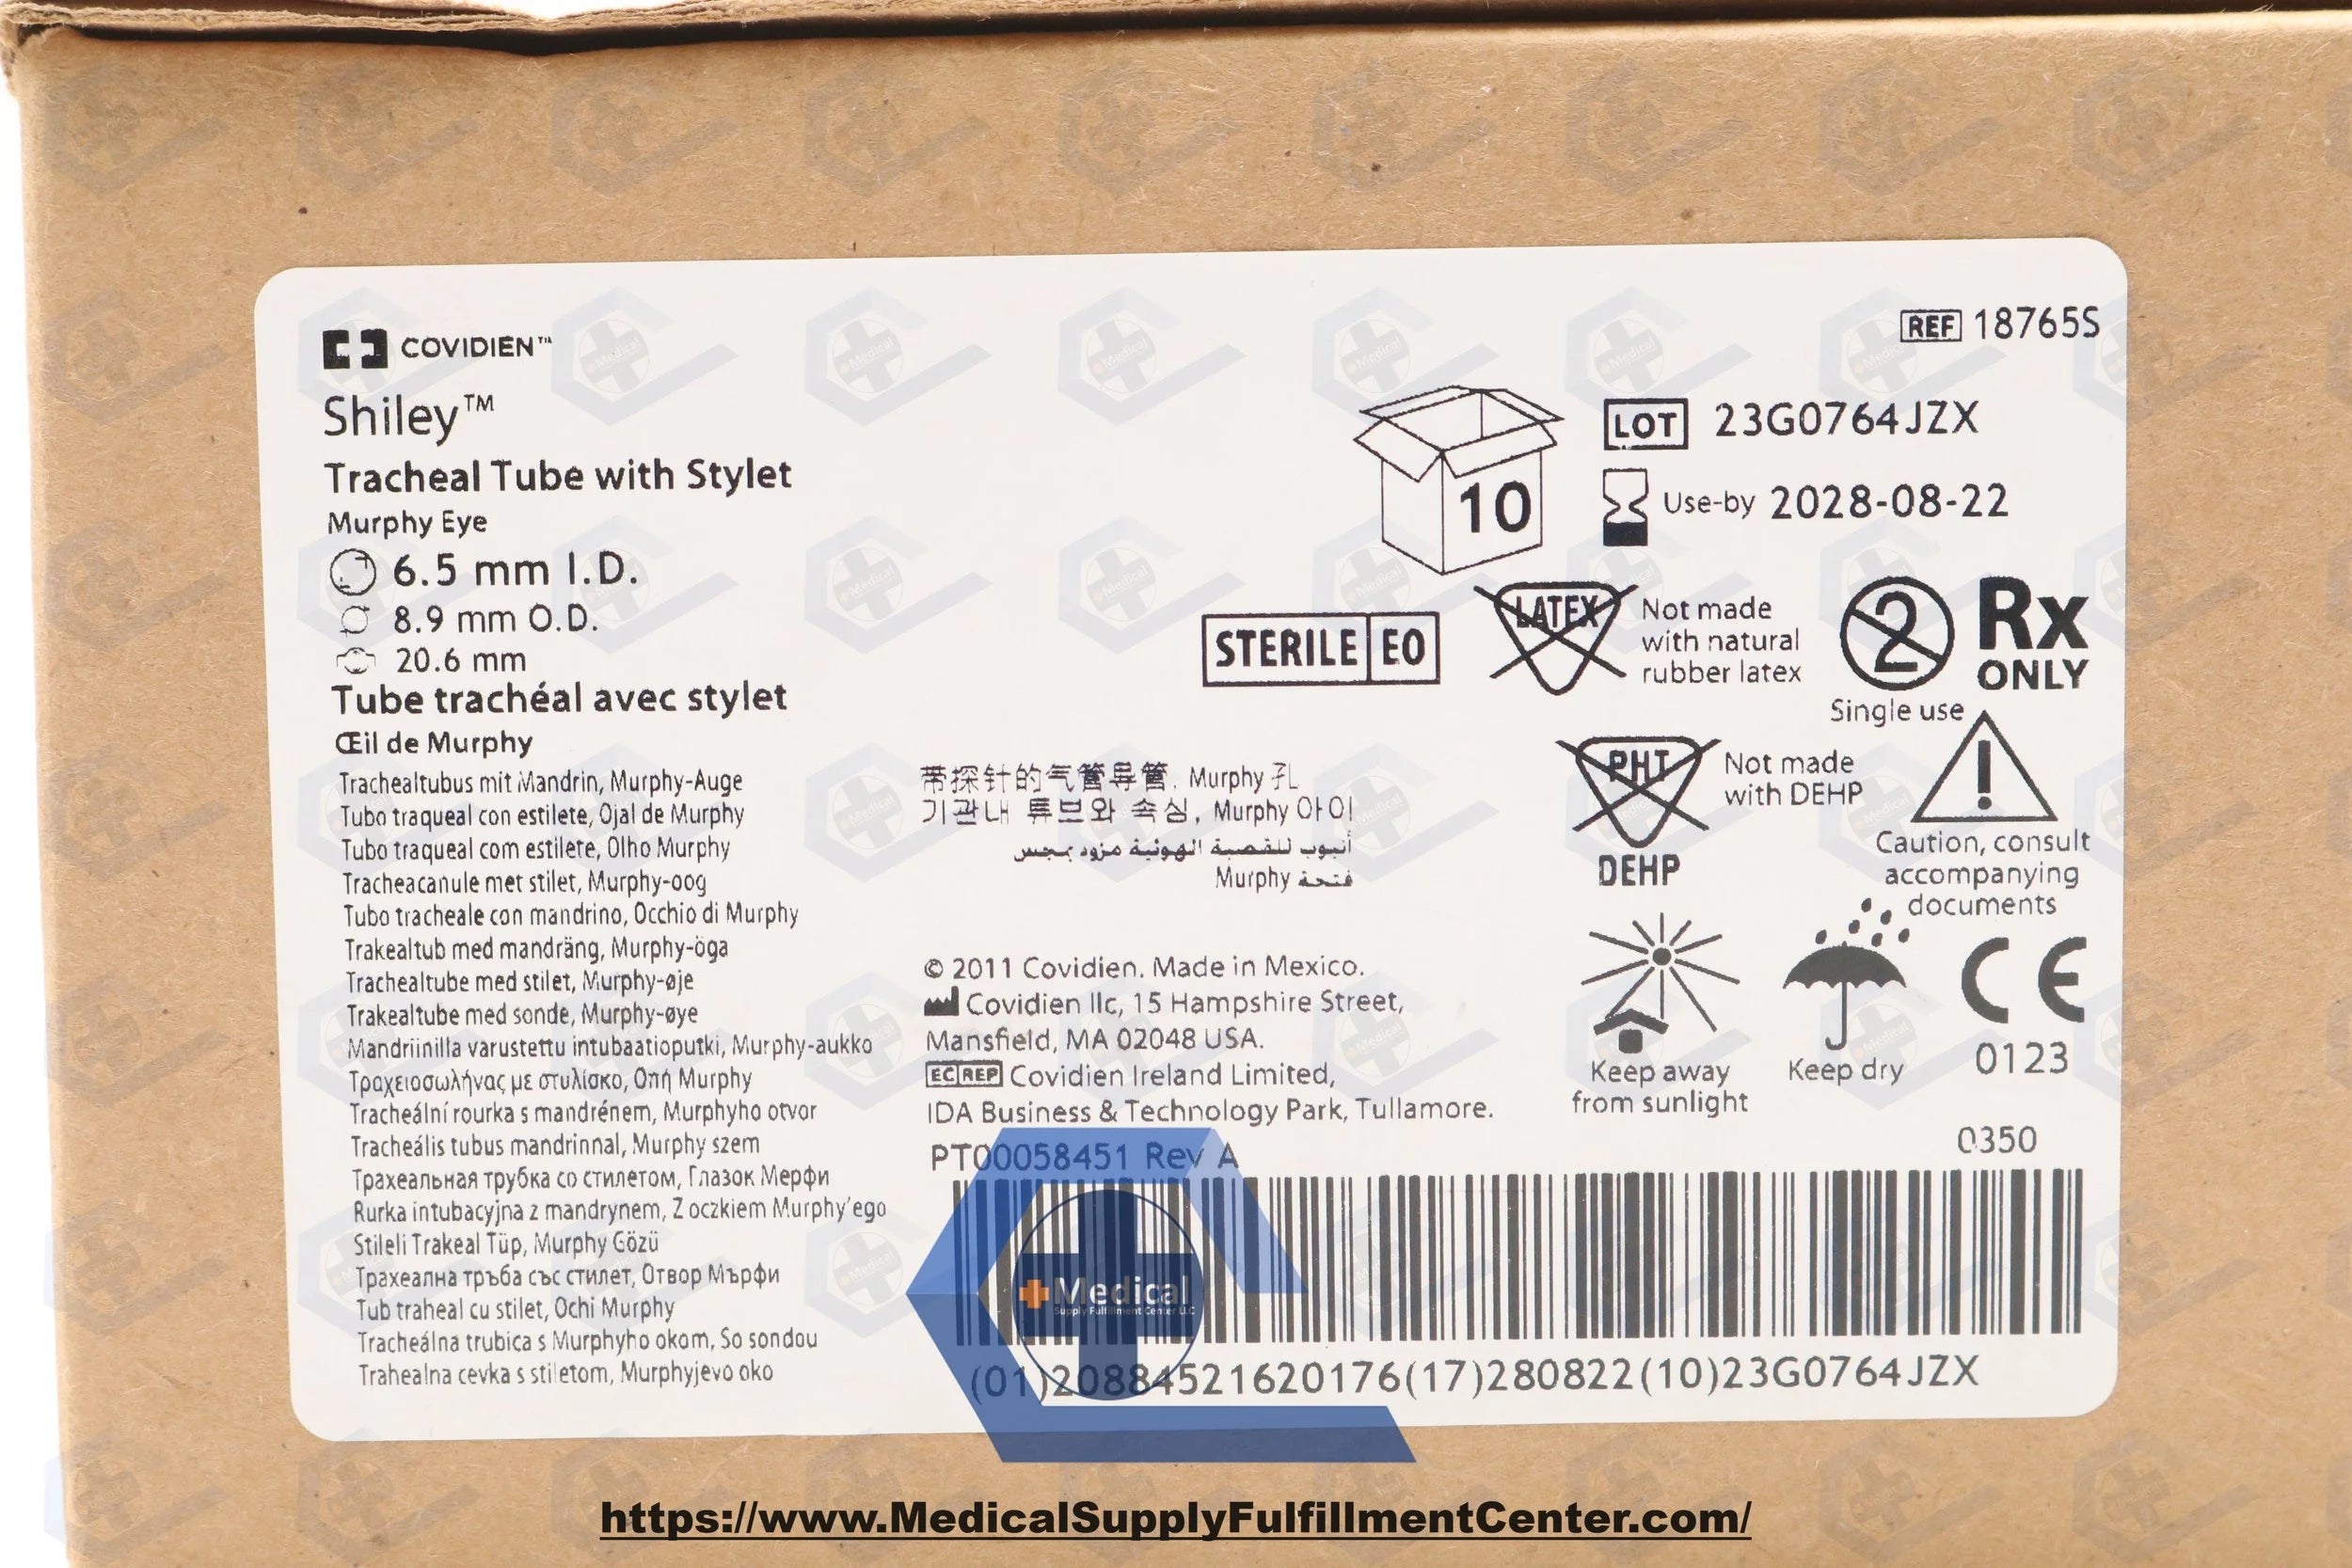 COVIDIEN™
Shiley™
Tracheal Tube with Stylet
Murphy Eye
6.5 mm I.D.
8.9 mm O.D.
20.6 mm
Tube trachéal avec stylet
Œil de Murphy
Trachealtubus mit Mandrin, Murphy-Auge
Tubo traqueal con estilete, Ojal de Murphy
Tubo traqueal com estilete, Olho Murphy
Tracheacanule met stilet, Murphy-oog
Tubo tracheale con mandrino, Occhio di Murphy
Trakealtub med mandräng, Murphy-öga
Trachealtube med stilet, Murphy-øje
Trakealtube med sonde, Murphy-øye
Mandriinilla varustettu intubaatioputki, Murphy-aukko
Τραχειοσωλήνας με στυλίσκο, Οπή Murphy
Tracheální rourka s mandrénem, Murphyho otvor
Tracheális tubus mandrinnal, Murphy szem
Трахеальная трубка со стилетом, Глазок Мерфи
Rurka intubacyjna z mandrynem, Z oczkiem Murphy'ego
Stileli Trakeal Tüp, Murphy Gözü
Трахеална тръба със стилет, Отвор Мърфи
Tub traheal cu stilet, Ochi Murphy
Tracheálna trubica s Murphyho okom, So sondou
Trahealna cevka s stiletom, Murphyjevo oko
REF 18765S
10
LOT 23G0764JZX
Use-by 2028-08-22
STERILE EO
LATEX
Not made
with natural
rubber latex
2
Single use
Rx
ONLY
PHT
DEHP
Not made
with DEHP
!
Caution, consult
accompanying
documents
Keep away
from sunlight
Keep dry
CE
0123
带探针的气管导管, Murphy 孔
기관내 튜브와 속심, Murphy 아이
أنبوب للقصبة الهوئية مزود بمجس
فتحة Murphy
© 2011 Covidien. Made in Mexico.
Covidien llc, 15 Hampshire Street,
Mansfield, MA 02048 USA.
EC REP Covidien Ireland Limited,
IDA Business & Technology Park, Tullamore.
PT00058451 Rev A
0350
Medical
Supply Fulfillment Center LLC
(01)20884521620176(17)280822(10)23G0764JZX
https://www.MedicalSupplyFulfillmentCenter.com/